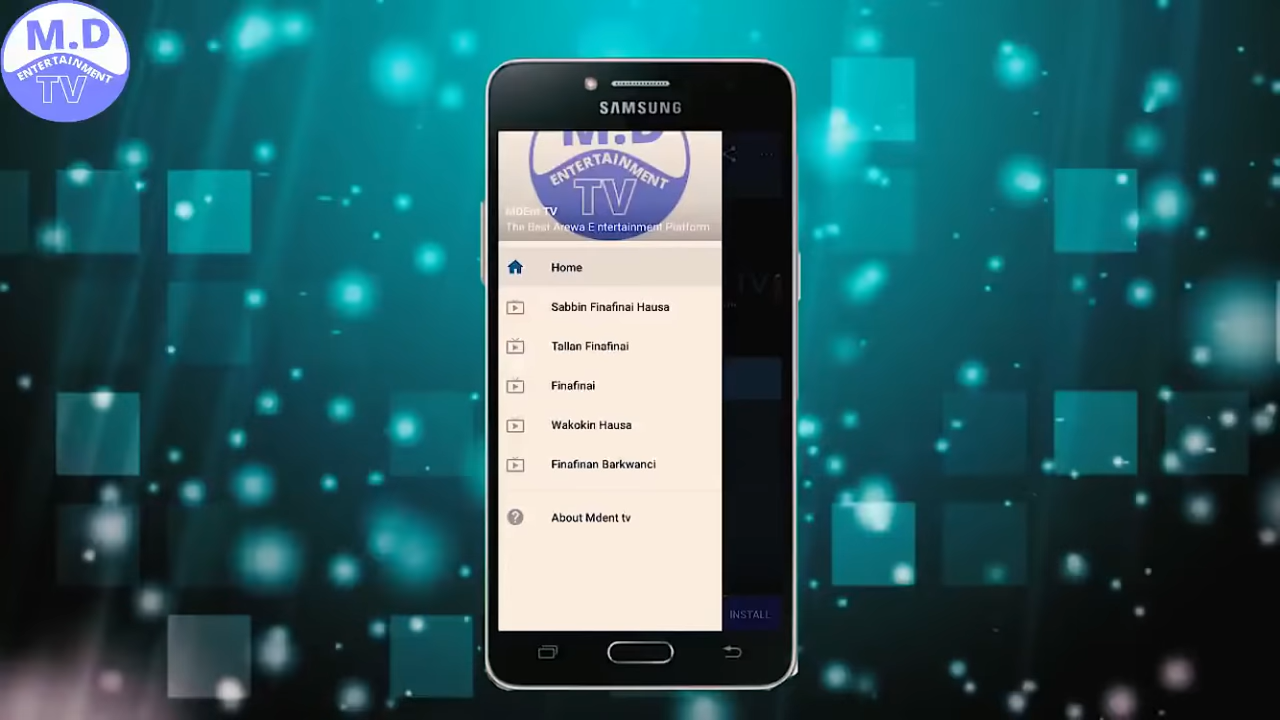 M.D
ENTERTAINMENT
TV
SAMSUNG
M.D
ENTERTAINMENT
TV
MDEnt TV
The Best Arewa Entertainment Platform
Home
Sabbin Finafinai Hausa
Tallan Finafinai
Finafinai
Wakokin Hausa
Finafinan Barkwanci
About Mdent tv
TV
INSTALL